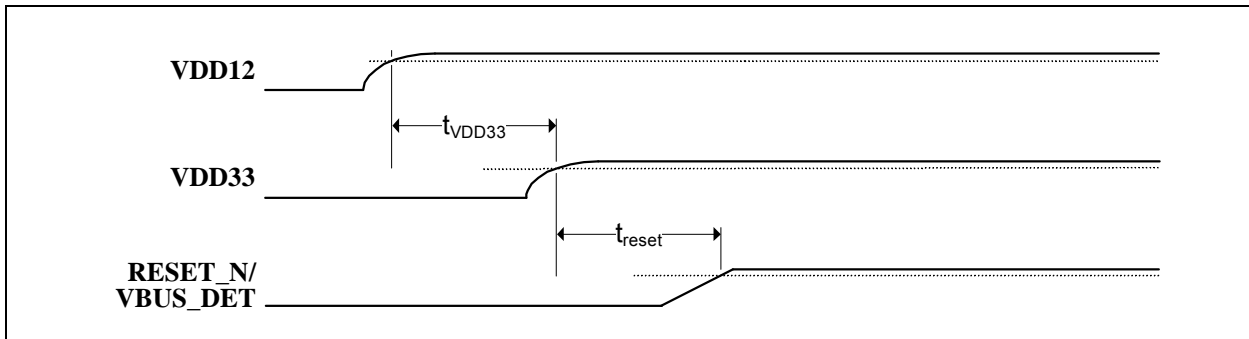 VDD12
tVDD33
VDD33
treset
RESET_N/
VBUS_DET